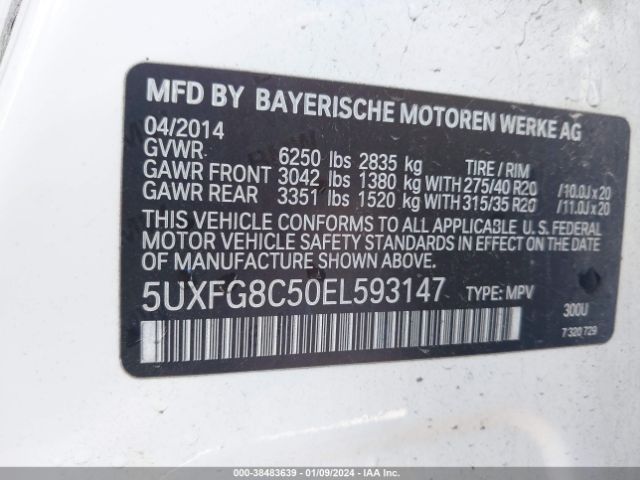 MFD BY BAYERISCHE MOTOREN WERKE AG
04/2014
GVWR 6250 lbs 2835 kg TIRE / RIM
GAWR FRONT 3042 lbs 1380 kg WITH 275/40 R20 /10.0J x 20
GAWR REAR 3351 lbs 1520 kg WITH 315/35 R20 /11.0J x 20
THIS VEHICLE CONFORMS TO ALL APPLICABLE U. S. FEDERAL
MOTOR VEHICLE SAFETY STANDARDS IN EFFECT ON THE DATE
OF MANUFACTURE SHOWN ABOVE.
5UXFG8C50EL593147 TYPE: MPV
300U
7 320 729
000-38483639 - 01/09/2024 - IAA Inc.